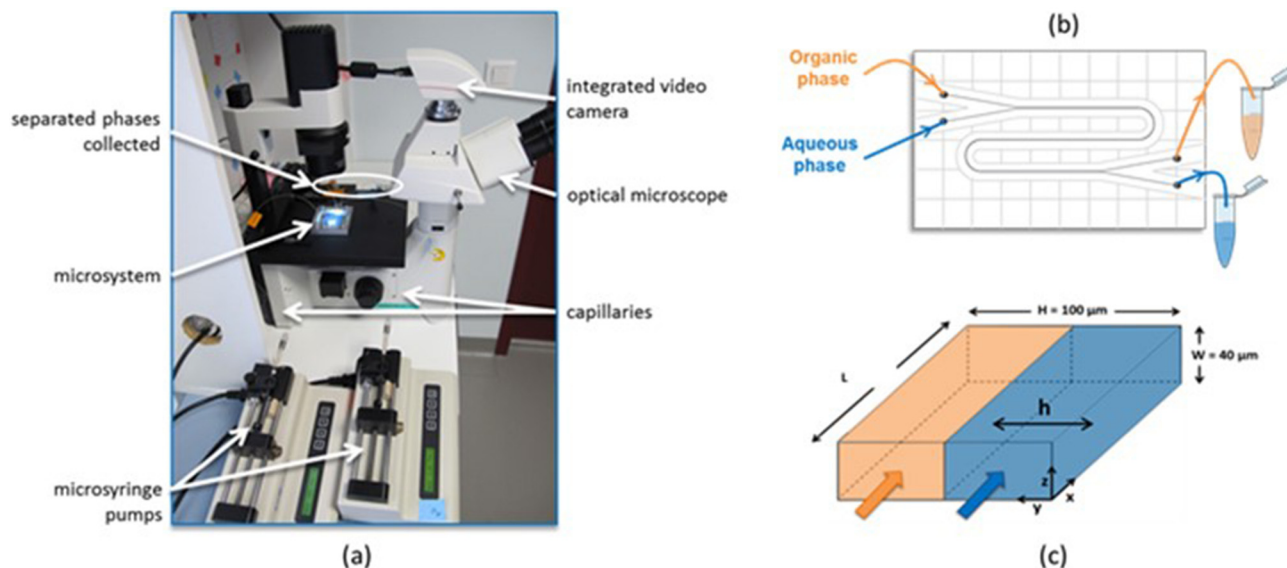 separated phases
collected
microsystem
microsyringe
pumps
integrated video
camera
optical microscope
capillaries
(a)
(b)
Organic
phase
Aqueous
phase
H = 100 µm
W = 40 µm
L
h
z
x
y
(c)